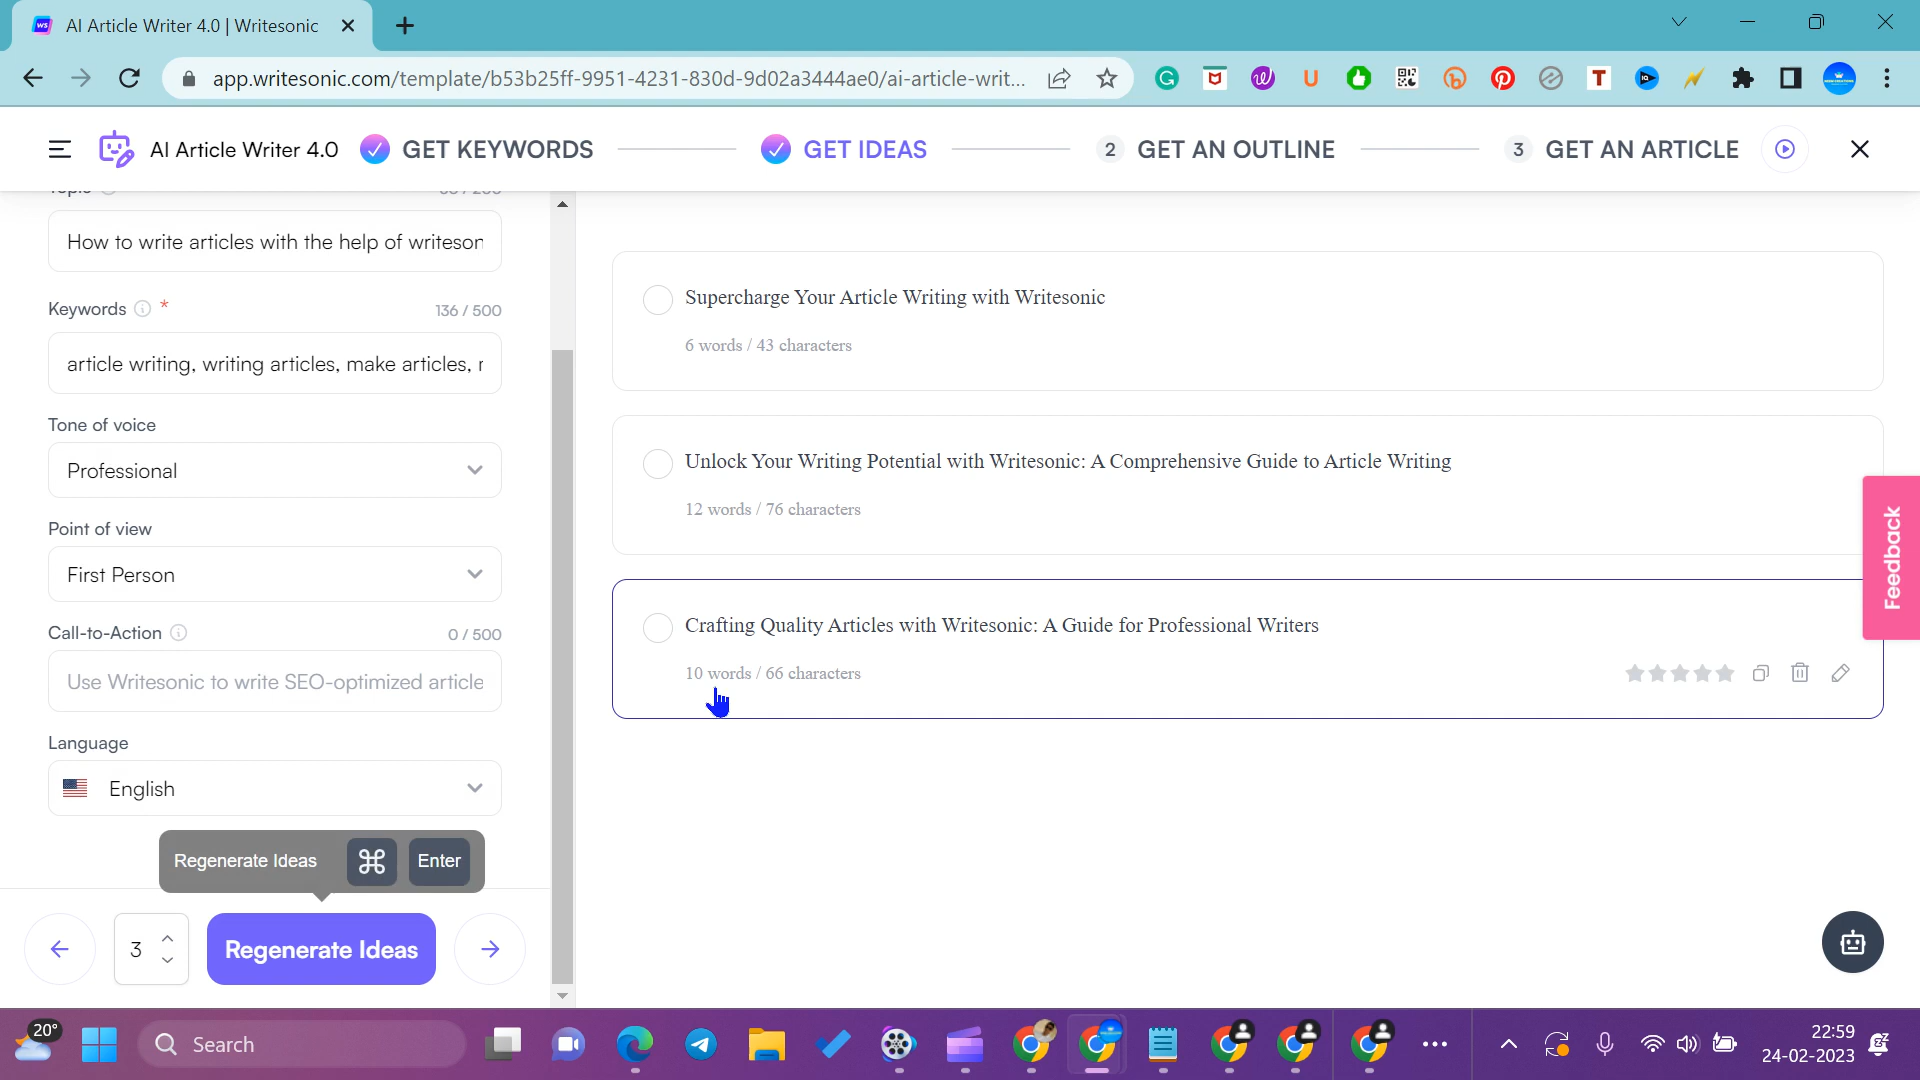 AI Article Writer 4.0 | Writesonic
app.writesonic.com/template/b53b25ff-9951-4231-830d-9d02a3444ae0/ai-article-writ...
AI Article Writer 4.0
GET KEYWORDS
GET IDEAS
2 GET AN OUTLINE
3 GET AN ARTICLE
How to write articles with the help of writeson
Keywords * 136 / 500
article writing, writing articles, make articles, r
Tone of voice
Professional
Point of view
First Person
Call-to-Action 0 / 500
Use Writesonic to write SEO-optimized article
Language
English
Regenerate Ideas ⌘ Enter
3 Regenerate Ideas
Supercharge Your Article Writing with Writesonic
6 words / 43 characters
Unlock Your Writing Potential with Writesonic: A Comprehensive Guide to Article Writing
12 words / 76 characters
Crafting Quality Articles with Writesonic: A Guide for Professional Writers
10 words / 66 characters
Feedback
20°
Search
22:59
24-02-2023